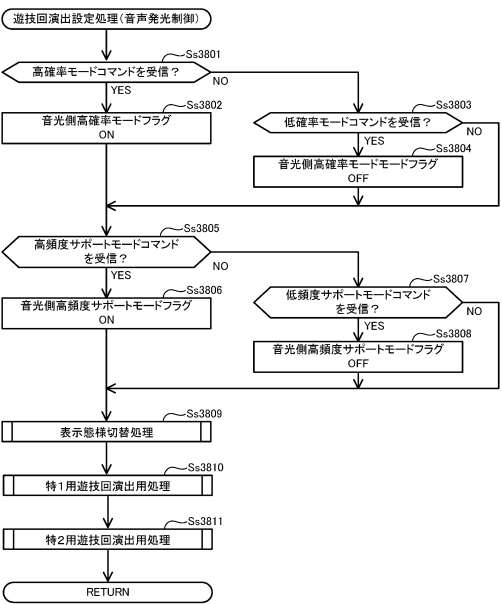 遊技回演出設定処理(音声発光制御)
Ss3801
高確率モードコマンドを受信？
NO
YES
Ss3802
音光側高確率モードフラグ
ON
Ss3803
低確率モードコマンドを受信？
NO
YES
Ss3804
音光側高確率モードモードフラグ
OFF
Ss3805
高頻度サポートモードコマンド
を受信？
NO
YES
Ss3806
音光側高頻度サポートモードフラグ
ON
Ss3807
低頻度サポートモードコマンド
を受信？
NO
YES
Ss3808
音光側高頻度サポートモードフラグ
OFF
Ss3809
表示態様切替処理
Ss3810
特1用遊技回演出用処理
Ss3811
特2用遊技回演出用処理
RETURN